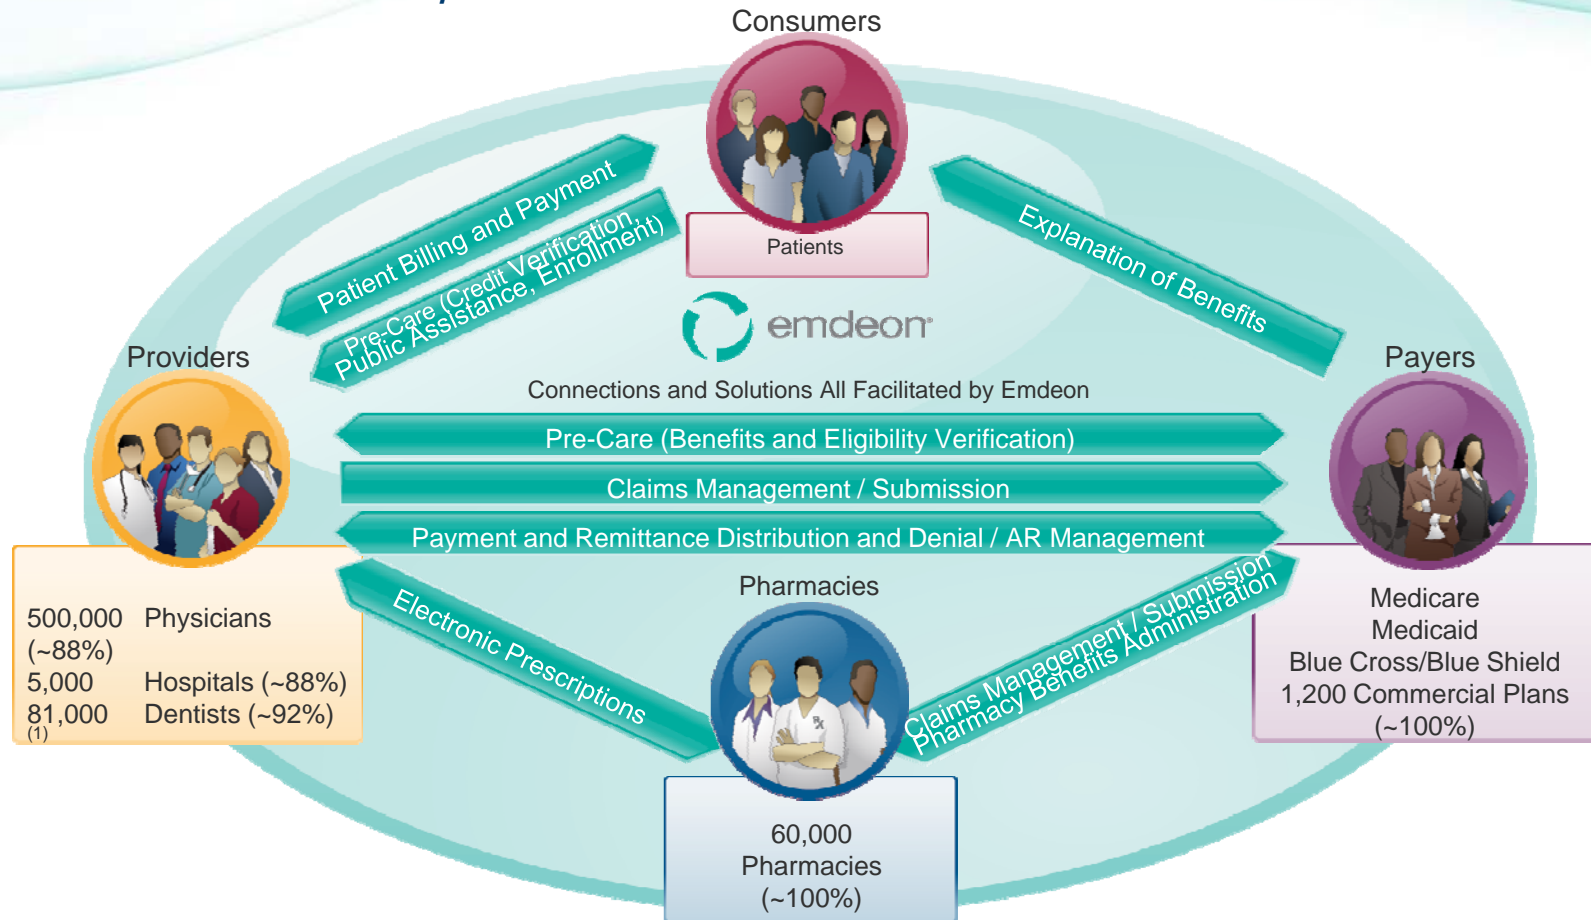 Consumers
Patients
Patient Billing and Payment
Pre-Care (Credit Verification,
Public Assistance, Enrollment)
Explanation of Benefits
emdeon®
Providers
Payers
Connections and Solutions All Facilitated by Emdeon
Pre-Care (Benefits and Eligibility Verification)
Claims Management / Submission
Payment and Remittance Distribution and Denial / AR Management
Electronic Prescriptions
Pharmacies
Claims Management / Submission
Pharmacy Benefits Administration
500,000 Physicians
(~88%)
5,000 Hospitals (~88%)
81,000 Dentists (~92%)
(1)
Medicare
Medicaid
Blue Cross/Blue Shield
1,200 Commercial Plans
(~100%)
60,000
Pharmacies
(~100%)